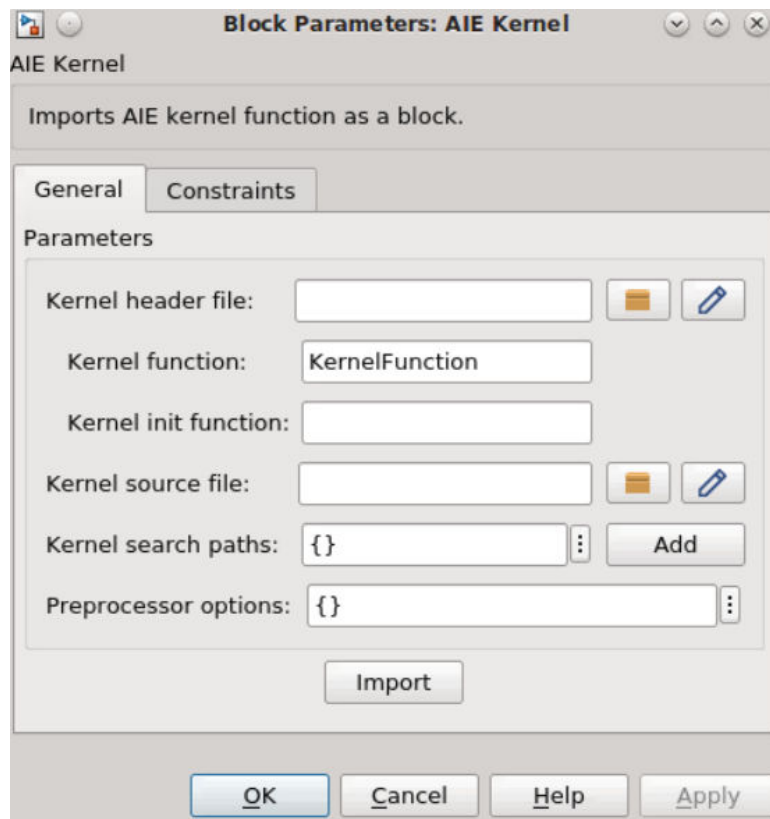 Block Parameters: AIE Kernel
AIE Kernel
Imports AIE kernel function as a block.
General Constraints
Parameters
Kernel header file:
Kernel function: KernelFunction
Kernel init function:
Kernel source file:
Kernel search paths: {} Add
Preprocessor options: {}
Import
OK Cancel Help Apply